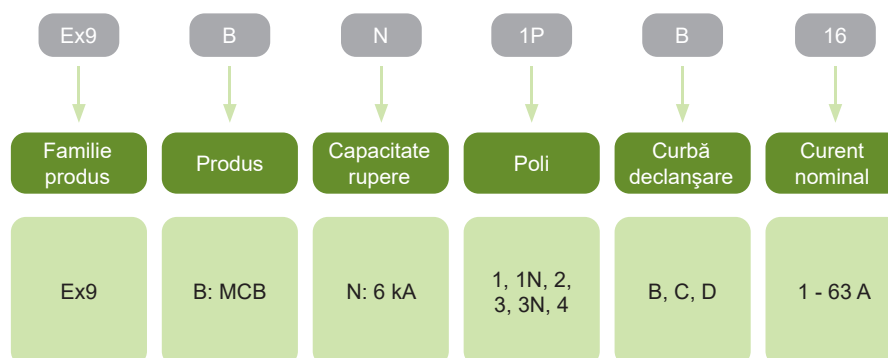 Ex9 B N 1P B 16
Familie produs
Produs
Capacitate rupere
Poli
Curbă declanşare
Curent nominal
Ex9
B: MCB
N: 6 kA
1, 1N, 2,
3, 3N, 4
B, C, D
1 - 63 A